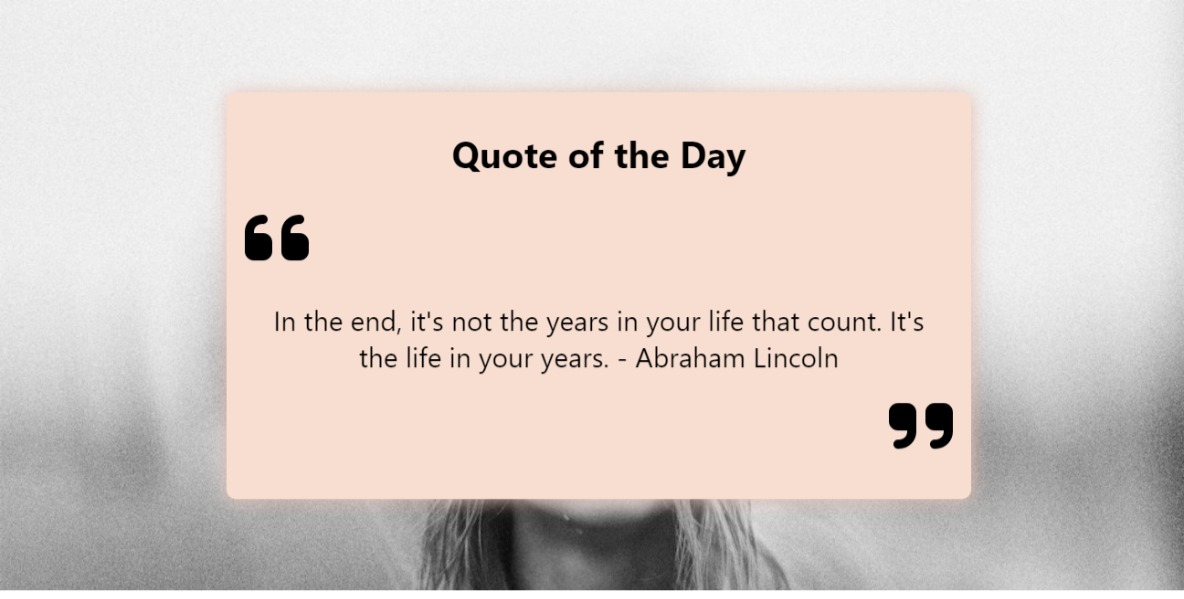 Quote of the Day
“
In the end, it's not the years in your life that count. It's
the life in your years. - Abraham Lincoln
”